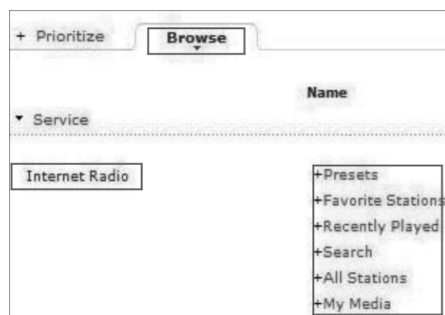 + Prioritize Browse
Name
Service
Internet Radio +Presets
+Favorite Stations
+Recently Played
+Search
+All Stations
+My Media